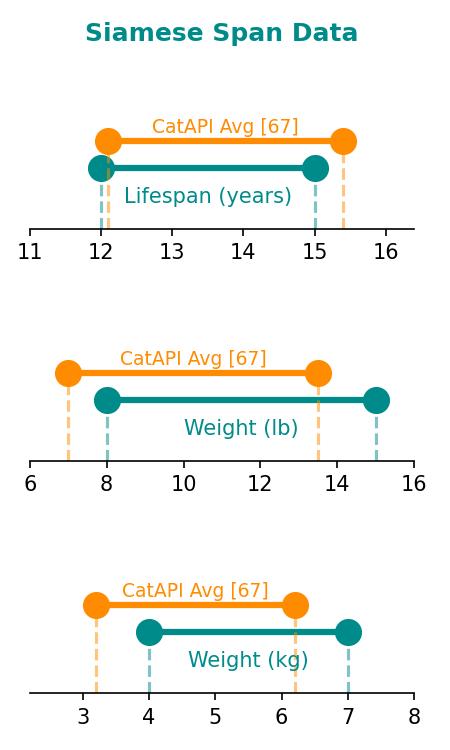 Siamese Span Data
CatAPI Avg [67]
Lifespan (years)
11 12 13 14 15 16
CatAPI Avg [67]
Weight (lb)
6 8 10 12 14 16
CatAPI Avg [67]
Weight (kg)
3 4 5 6 7 8